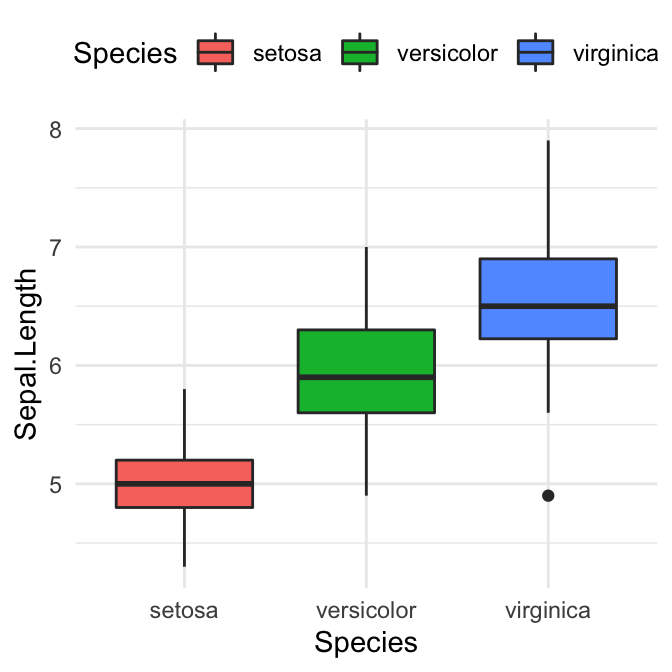 Species setosa versicolor virginica
8
7
6
5
Sepal.Length
setosa versicolor virginica
Species